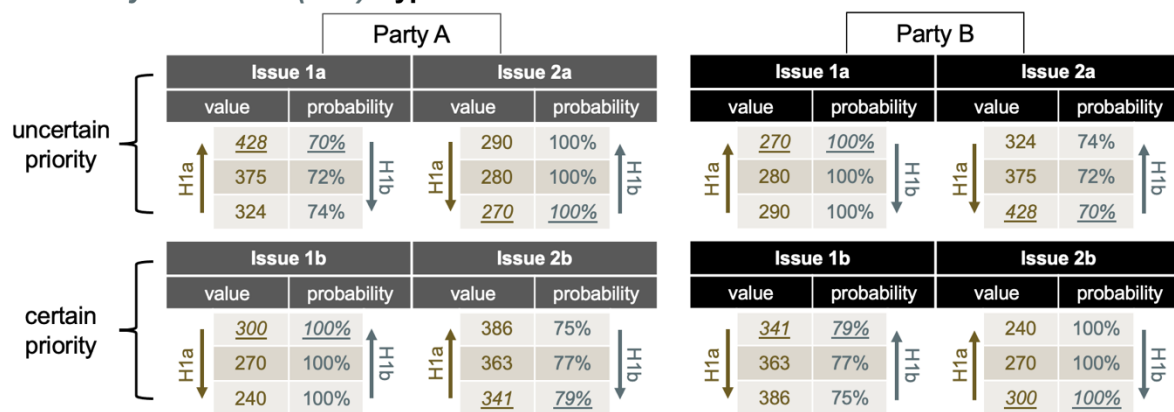 Party A Party B
Issue 1a Issue 2a Issue 1a Issue 2a
value probability value probability value probability value probability
uncertain priority
H1a 428 70% H1b 290 100% H1a 270 100% H1b 324 74%
375 72% 280 100% 280 100% 375 72%
324 74% H1a 270 100% H1b 290 100% H1a 428 70% H1b
Issue 1b Issue 2b Issue 1b Issue 2b
value probability value probability value probability value probability
certain priority
H1a 300 100% H1b 386 75% H1a 341 79% H1b 240 100%
270 100% 363 77% 363 77% 270 100%
240 100% H1a 341 79% H1b 386 75% H1a 300 100% H1b